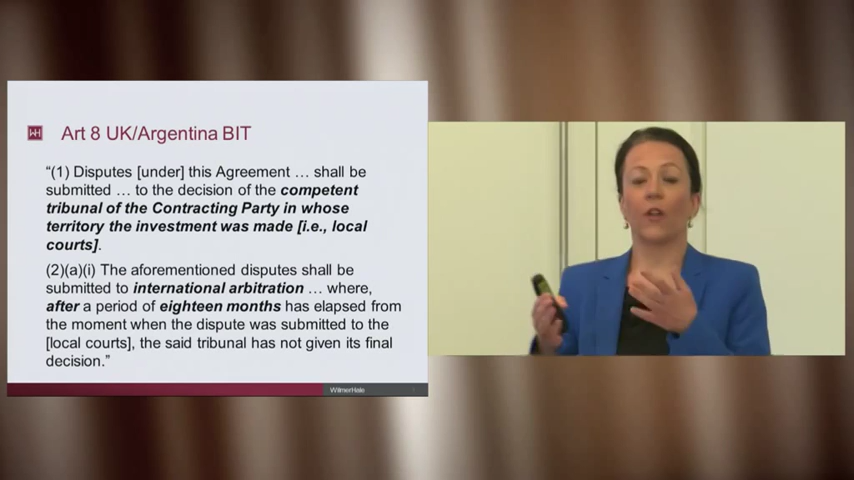 WH
Art 8 UK/Argentina BIT
“(1) Disputes [under] this Agreement … shall be
submitted … to the decision of the competent
tribunal of the Contracting Party in whose
territory the investment was made [i.e., local
courts].
(2)(a)(i) The aforementioned disputes shall be
submitted to international arbitration … where,
after a period of eighteen months has elapsed from
the moment when the dispute was submitted to the
[local courts], the said tribunal has not given its final
decision.”
WilmerHale